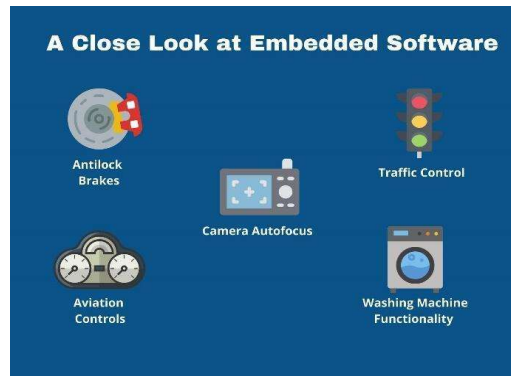 A Close Look at Embedded Software
Antilock
Brakes
Traffic Control
Camera Autofocus
Aviation
Controls
Washing Machine
Functionality